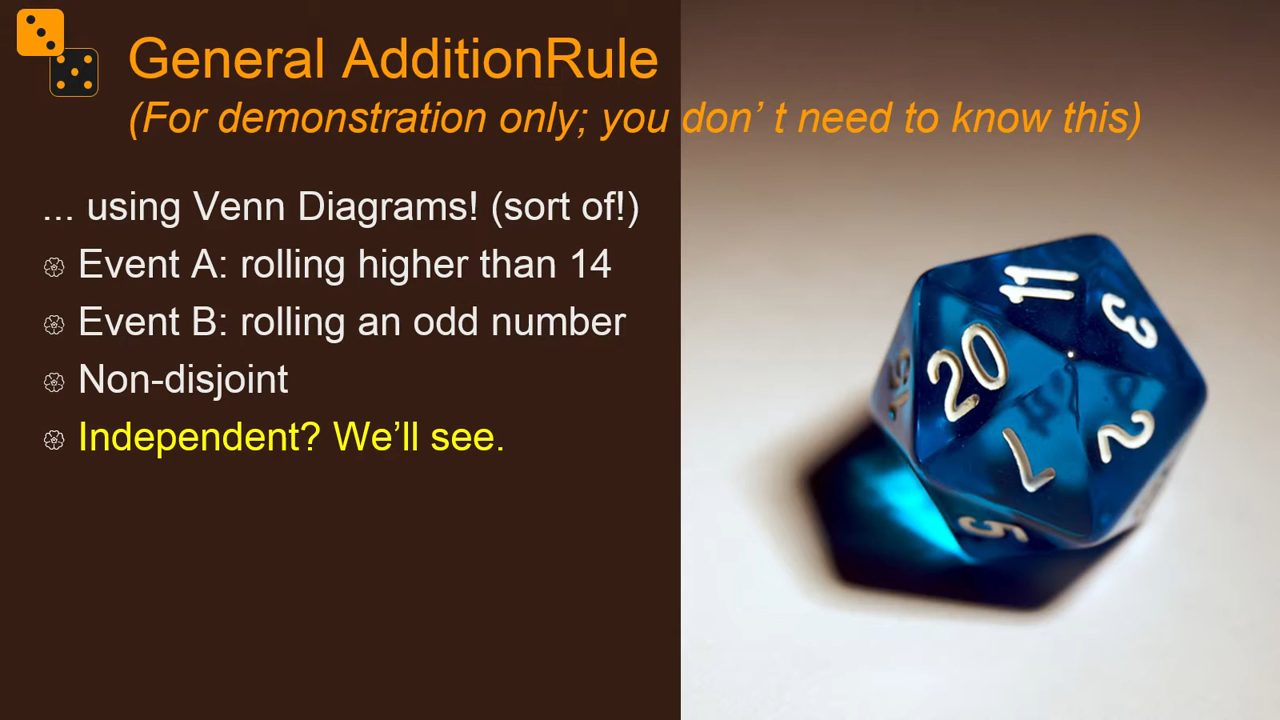 General AdditionRule
(For demonstration only; you don’ t need to know this)
... using Venn Diagrams! (sort of!)
Event A: rolling higher than 14
Event B: rolling an odd number
Non-disjoint
Independent? We’ll see.
11
3
20
2
7
5